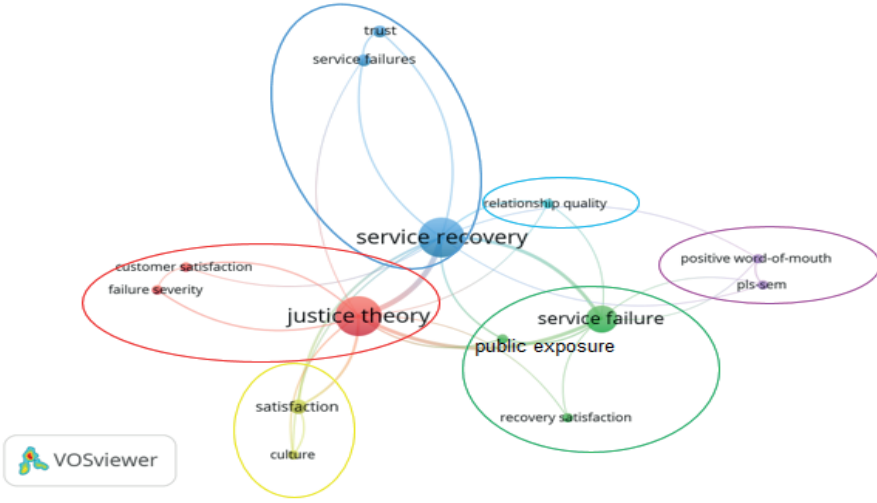 trust
service failures
relationship quality
service recovery
positive word-of-mouth
customer satisfaction
pls-sem
failure severity
justice theory
service failure
public exposure
satisfaction
recovery satisfaction
culture
VOSviewer